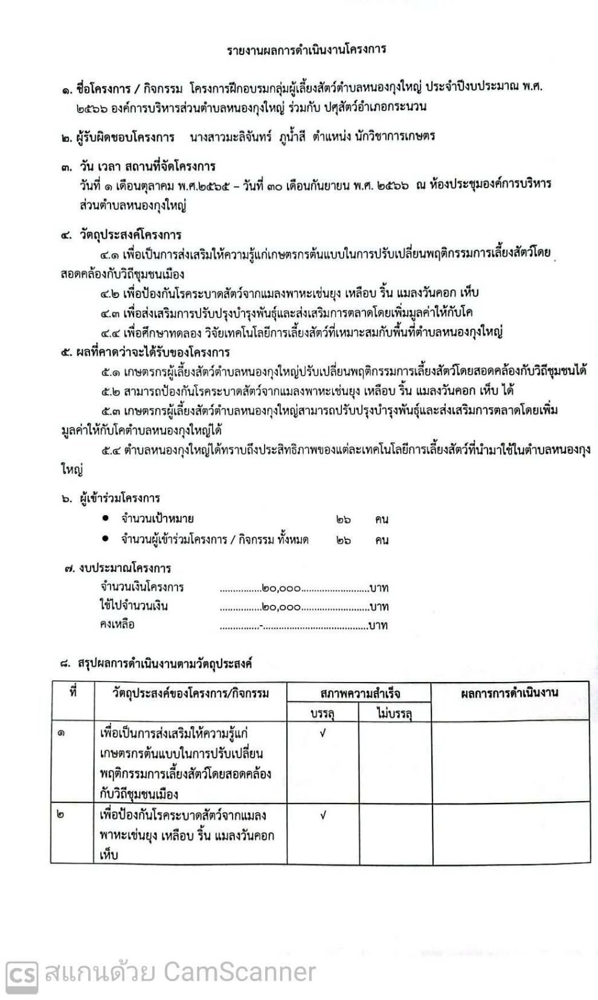 รายงานผลการดำเนินงานโครงการ
๑. ชื่อโครงการ / กิจกรรม โครงการฝึกอบรมกลุ่มผู้เลี้ยงสัตว์ตำบลหนองกุงใหญ่ ประจำปีงบประมาณ พ.ศ.
๒๕๖๖ องค์การบริหารส่วนตำบลหนองกุงใหญ่ ร่วมกับ ปศุสัตว์อำเภอกระนวน
๒. ผู้รับผิดชอบโครงการ นางสาวมะลิจันทร์ ภูน้ำสี ตำแหน่ง นักวิชาการเกษตร
๓. วัน เวลา สถานที่จัดโครงการ
วันที่ ๑ เดือนตุลาคม พ.ศ.๒๕๖๕ – วันที่ ๓๐ เดือนกันยายน พ.ศ. ๒๕๖๖ ณ ห้องประชุมองค์การบริหาร
ส่วนตำบลหนองกุงใหญ่
๔. วัตถุประสงค์โครงการ
๔.๑ เพื่อเป็นการส่งเสริมให้ความรู้แก่เกษตรกรต้นแบบในการปรับเปลี่ยนพฤติกรรมการเลี้ยงสัตว์โดย
สอดคล้องกับวิถีชุมชนเมือง
๔.๒ เพื่อป้องกันโรคระบาดสัตว์จากแมลงพาหะเช่นยุง เหลือบ ริ้น แมลงวันคอก เห็บ
๔.๓ เพื่อส่งเสริมการปรับปรุงบำรุงพันธุ์และส่งเสริมการตลาดโดยเพิ่มมูลค่าให้กับโค
๔.๔ เพื่อศึกษาทดลอง วิจัยเทคโนโลยีการเลี้ยงสัตว์ที่เหมาะสมกับพื้นที่ตำบลหนองกุงใหญ่
๕. ผลที่คาดว่าจะได้รับของโครงการ
๕.๑ เกษตรกรผู้เลี้ยงสัตว์ตำบลหนองกุงใหญ่ปรับเปลี่ยนพฤติกรรมการเลี้ยงสัตว์โดยสอดคล้องกับวิถีชุมชนได้
๕.๒ สามารถป้องกันโรคระบาดสัตว์จากแมลงพาหะเช่นยุง เหลือบ ริ้น แมลงวันคอก เห็บ ได้
๕.๓ เกษตรกรผู้เลี้ยงสัตว์ตำบลหนองกุงใหญ่สามารถปรับปรุงบำรุงพันธุ์และส่งเสริมการตลาดโดยเพิ่ม
มูลค่าให้กับโคตำบลหนองกุงใหญ่ได้
๕.๔ ตำบลหนองกุงใหญ่ได้ทราบถึงประสิทธิภาพของแต่ละเทคโนโลยีการเลี้ยงสัตว์ที่นำมาใช้ในตำบลหนองกุง
ใหญ่
๖. ผู้เข้าร่วมโครงการ
● จำนวนเป้าหมาย ๒๖ คน
● จำนวนผู้เข้าร่วมโครงการ / กิจกรรม ทั้งหมด ๒๖ คน
๗. งบประมาณโครงการ
จำนวนเงินโครงการ ................๒๐,๐๐๐..........................บาท
ใช้ไปจำนวนเงิน ................๒๐,๐๐๐..........................บาท
คงเหลือ ...............-........................................บาท
๘. สรุปผลการดำเนินงานตามวัตถุประสงค์
ที่ วัตถุประสงค์ของโครงการ/กิจกรรม สภาพความสำเร็จ ผลการการดำเนินงาน
บรรลุ ไม่บรรลุ
๑ เพื่อเป็นการส่งเสริมให้ความรู้แก่ √
เกษตรกรต้นแบบในการปรับเปลี่ยน
พฤติกรรมการเลี้ยงสัตว์โดยสอดคล้อง
กับวิถีชุมชนเมือง
๒ เพื่อป้องกันโรคระบาดสัตว์จากแมลง √
พาหะเช่นยุง เหลือบ ริ้น แมลงวันคอก
เห็บ
CS สแกนด้วย CamScanner